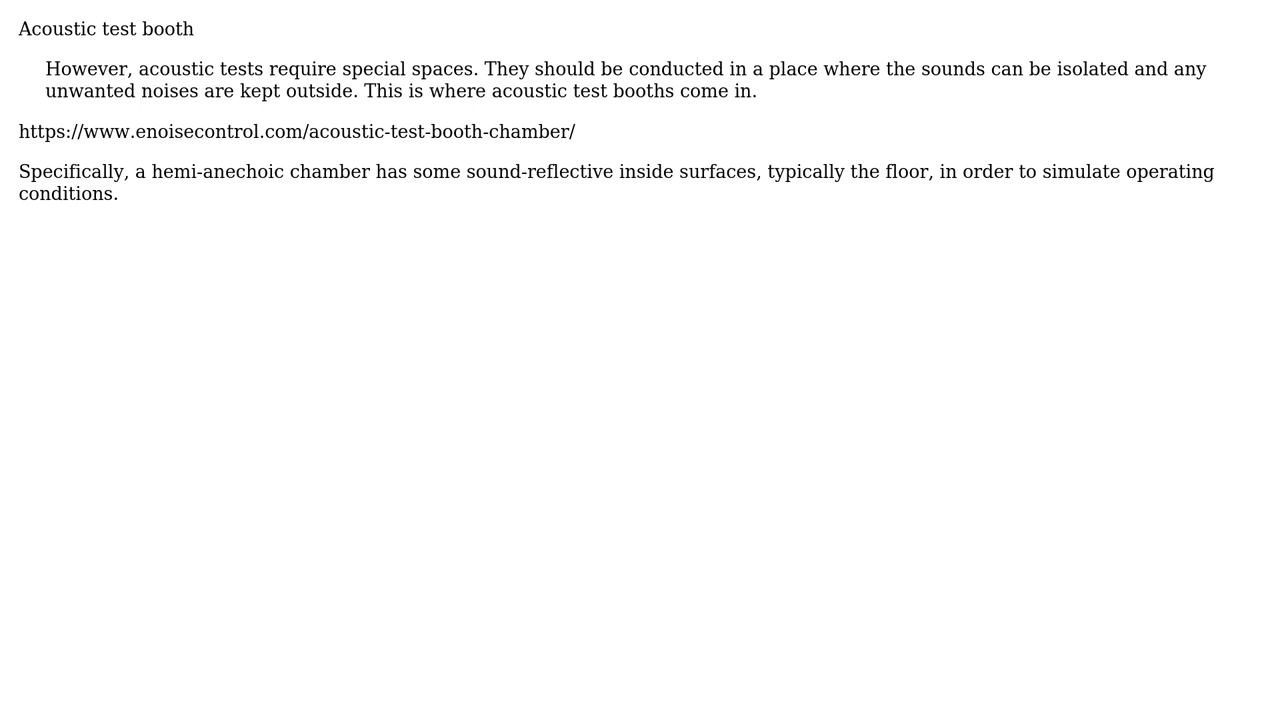 Acoustic test booth
However, acoustic tests require special spaces. They should be conducted in a place where the sounds can be isolated and any
unwanted noises are kept outside. This is where acoustic test booths come in.
https://www.enoisecontrol.com/acoustic-test-booth-chamber/
Specifically, a hemi-anechoic chamber has some sound-reflective inside surfaces, typically the floor, in order to simulate operating
conditions.